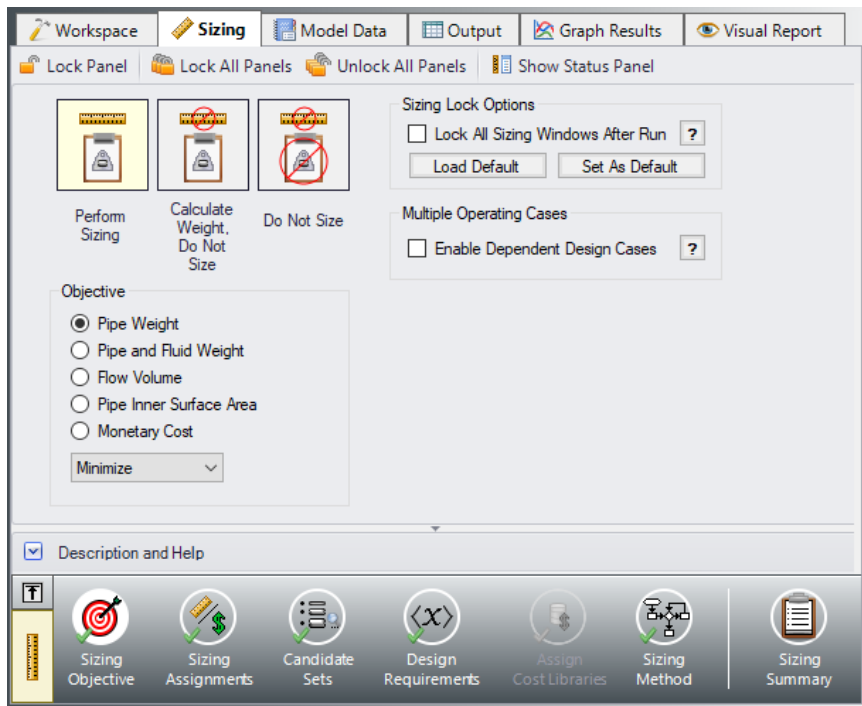 Workspace Sizing Model Data Output Graph Results Visual Report
Lock Panel Lock All Panels Unlock All Panels Show Status Panel
Perform
Sizing
Calculate
Weight,
Do Not
Size
Do Not Size
Sizing Lock Options
Lock All Sizing Windows After Run ?
Load Default Set As Default
Multiple Operating Cases
Enable Dependent Design Cases ?
Objective
Pipe Weight
Pipe and Fluid Weight
Flow Volume
Pipe Inner Surface Area
Monetary Cost
Minimize
Description and Help
Sizing
Objective
Sizing
Assignments
Candidate
Sets
Design
Requirements
Assign
Cost Libraries
Sizing
Method
Sizing
Summary